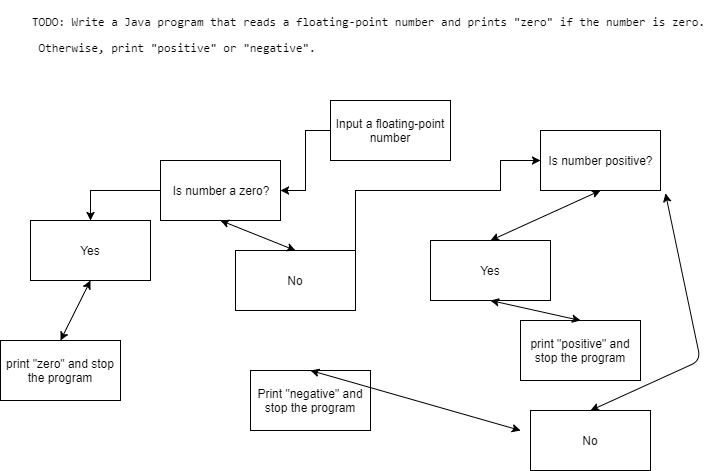 TODO: Write a Java program that reads a floating-point number and prints "zero" if the number is zero.
Otherwise, print "positive" or "negative".
Input a floating-point
number
Is number a zero?
Is number positive?
Yes
No
Yes
print "zero" and stop
the program
print "positive" and
stop the program
Print "negative" and
stop the program
No